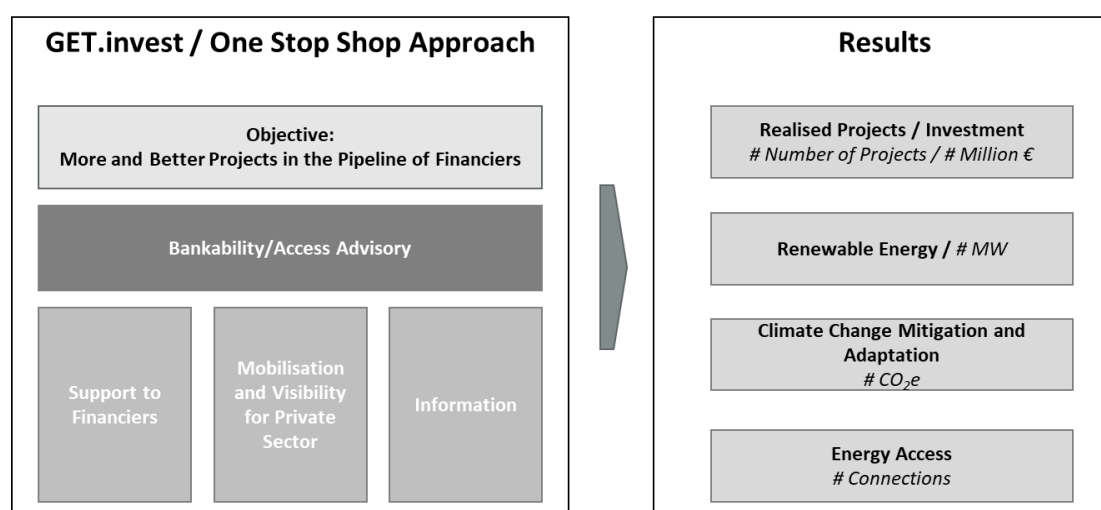 GET.invest / One Stop Shop Approach
Objective:
More and Better Projects in the Pipeline of Financiers
Bankability/Access Advisory
Support to
Financiers
Mobilisation
and Visibility
for Private
Sector
Information
Results
Realised Projects / Investment
# Number of Projects / # Million €
Renewable Energy / # MW
Climate Change Mitigation and
Adaptation
# CO₂e
Energy Access
# Connections